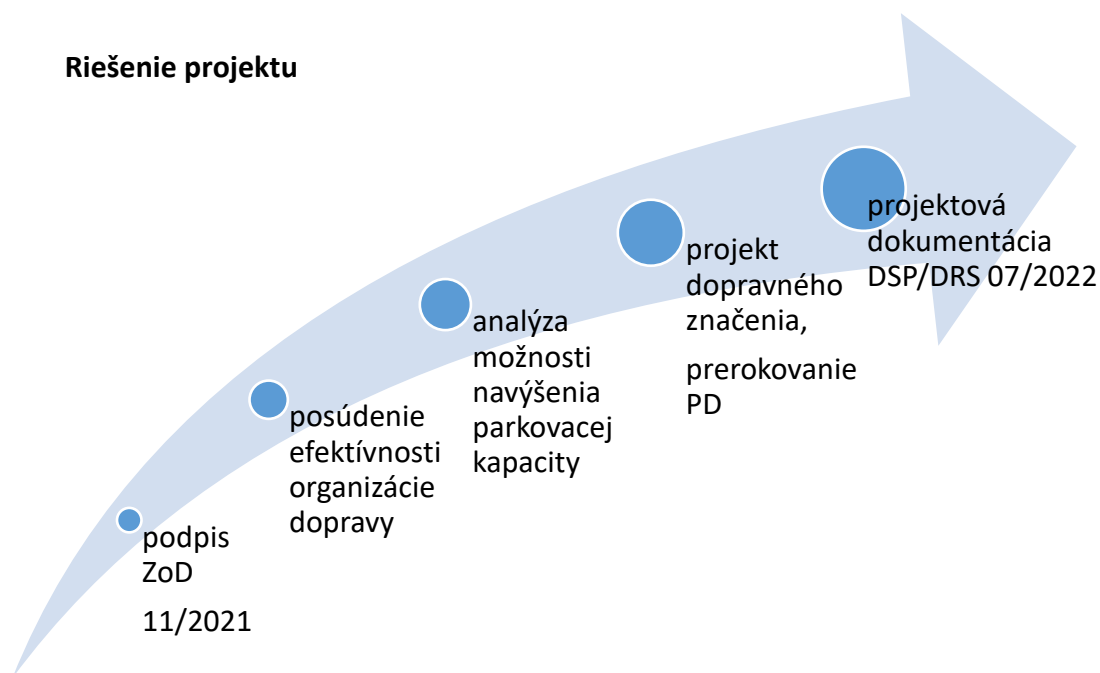 Riešenie projektu
podpis
ZoD
11/2021
posúdenie
efektívnosti
organizácie
dopravy
analýza
možnosti
navýšenia
parkovacej
kapacity
projekt
dopravného
značenia,
prerokovanie
PD
projektová
dokumentácia
DSP/DRS 07/2022